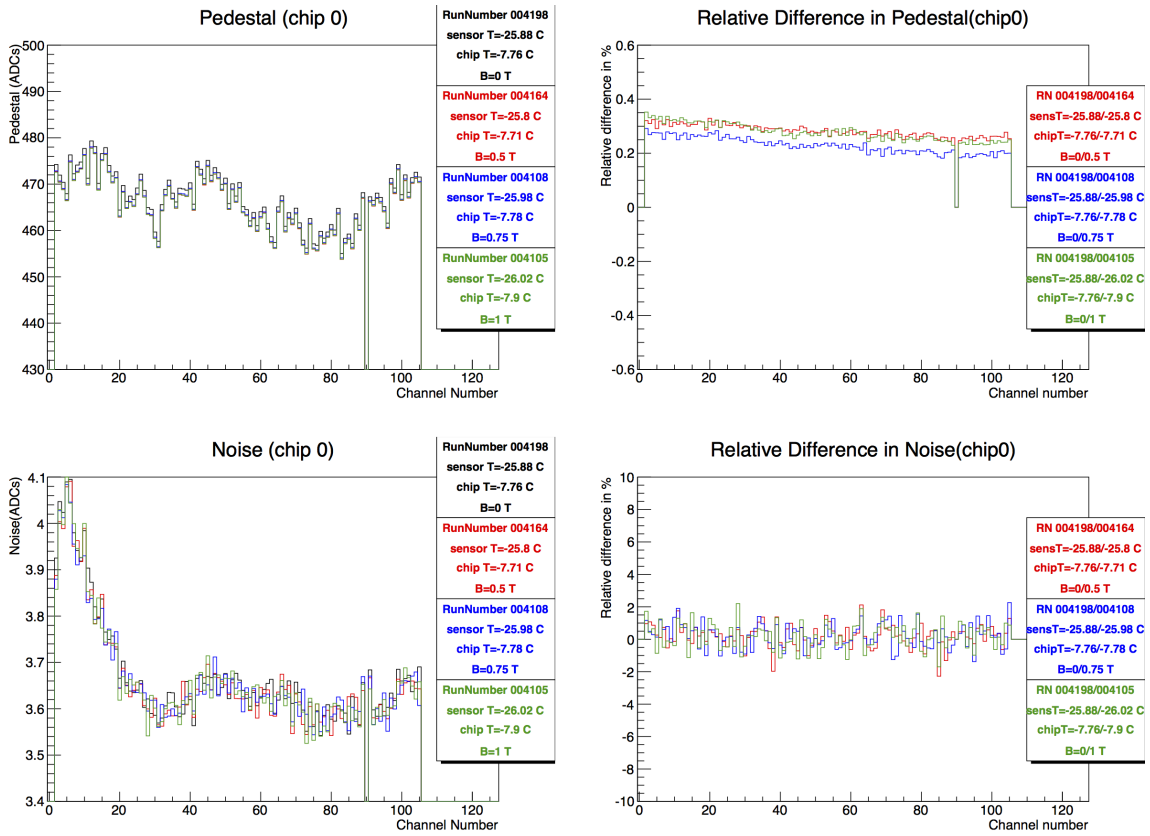 Pedestal (chip 0)
Pedestal (ADCs)
500
490
480
470
460
450
440
430
0
20
40
60
80
100
120
Channel Number
RunNumber 004198
sensor T=-25.88 C
chip T=-7.76 C
B=0 T
RunNumber 004164
sensor T=-25.8 C
chip T=-7.71 C
B=0.5 T
RunNumber 004108
sensor T=-25.98 C
chip T=-7.78 C
B=0.75 T
RunNumber 004105
sensor T=-26.02 C
chip T=-7.9 C
B=1 T
Relative Difference in Pedestal(chip0)
Relative difference in %
0.6
0.4
0.2
0
-0.2
-0.4
-0.6
0
20
40
60
80
100
120
Channel number
RN 004198/004164
sensT=-25.88/-25.8 C
chipT=-7.76/-7.71 C
B=0/0.5 T
RN 004198/004108
sensT=-25.88/-25.98 C
chipT=-7.76/-7.78 C
B=0/0.75 T
RN 004198/004105
sensT=-25.88/-26.02 C
chipT=-7.76/-7.9 C
B=0/1 T
Noise (chip 0)
Noise(ADCs)
4.1
4
3.9
3.8
3.7
3.6
3.5
3.4
0
20
40
60
80
100
120
Channel Number
RunNumber 004198
sensor T=-25.88 C
chip T=-7.76 C
B=0 T
RunNumber 004164
sensor T=-25.8 C
chip T=-7.71 C
B=0.5 T
RunNumber 004108
sensor T=-25.98 C
chip T=-7.78 C
B=0.75 T
RunNumber 004105
sensor T=-26.02 C
chip T=-7.9 C
B=1 T
Relative Difference in Noise(chip0)
Relative difference in %
10
8
6
4
2
0
-2
-4
-6
-8
-10
0
20
40
60
80
100
120
Channel number
RN 004198/004164
sensT=-25.88/-25.8 C
chipT=-7.76/-7.71 C
B=0/0.5 T
RN 004198/004108
sensT=-25.88/-25.98 C
chipT=-7.76/-7.78 C
B=0/0.75 T
RN 004198/004105
sensT=-25.88/-26.02 C
chipT=-7.76/-7.9 C
B=0/1 T